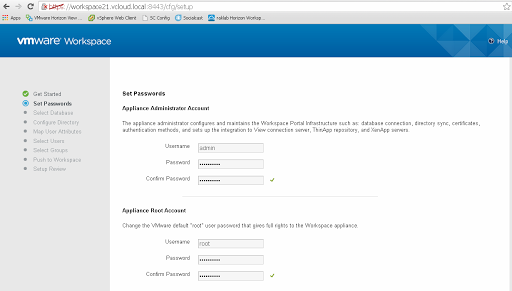 https://workspace21.vcloud.local:8443/cfg/setup
Apps VMware Horizon View ... vSphere Web Client SC Config Socialcast
vmware Workspace
Help
Get Started
Set Passwords
Select Database
Configure Directory
Map User Attributes
Select Users
Select Groups
Push to Workspace
Setup Review
Set Passwords
Appliance Administrator Account
The appliance administrator configures and maintains the Workspace Portal Infrastructure such as: database connection, directory sync, certificates,
authentication methods, and sets up the integration to View connection server, ThinApp repository, and XenApp servers.
Username admin
Password
Confirm Password
Appliance Root Account
Change the VMware default "root" user password that gives full rights to the Workspace appliance.
Username root
Password
Confirm Password